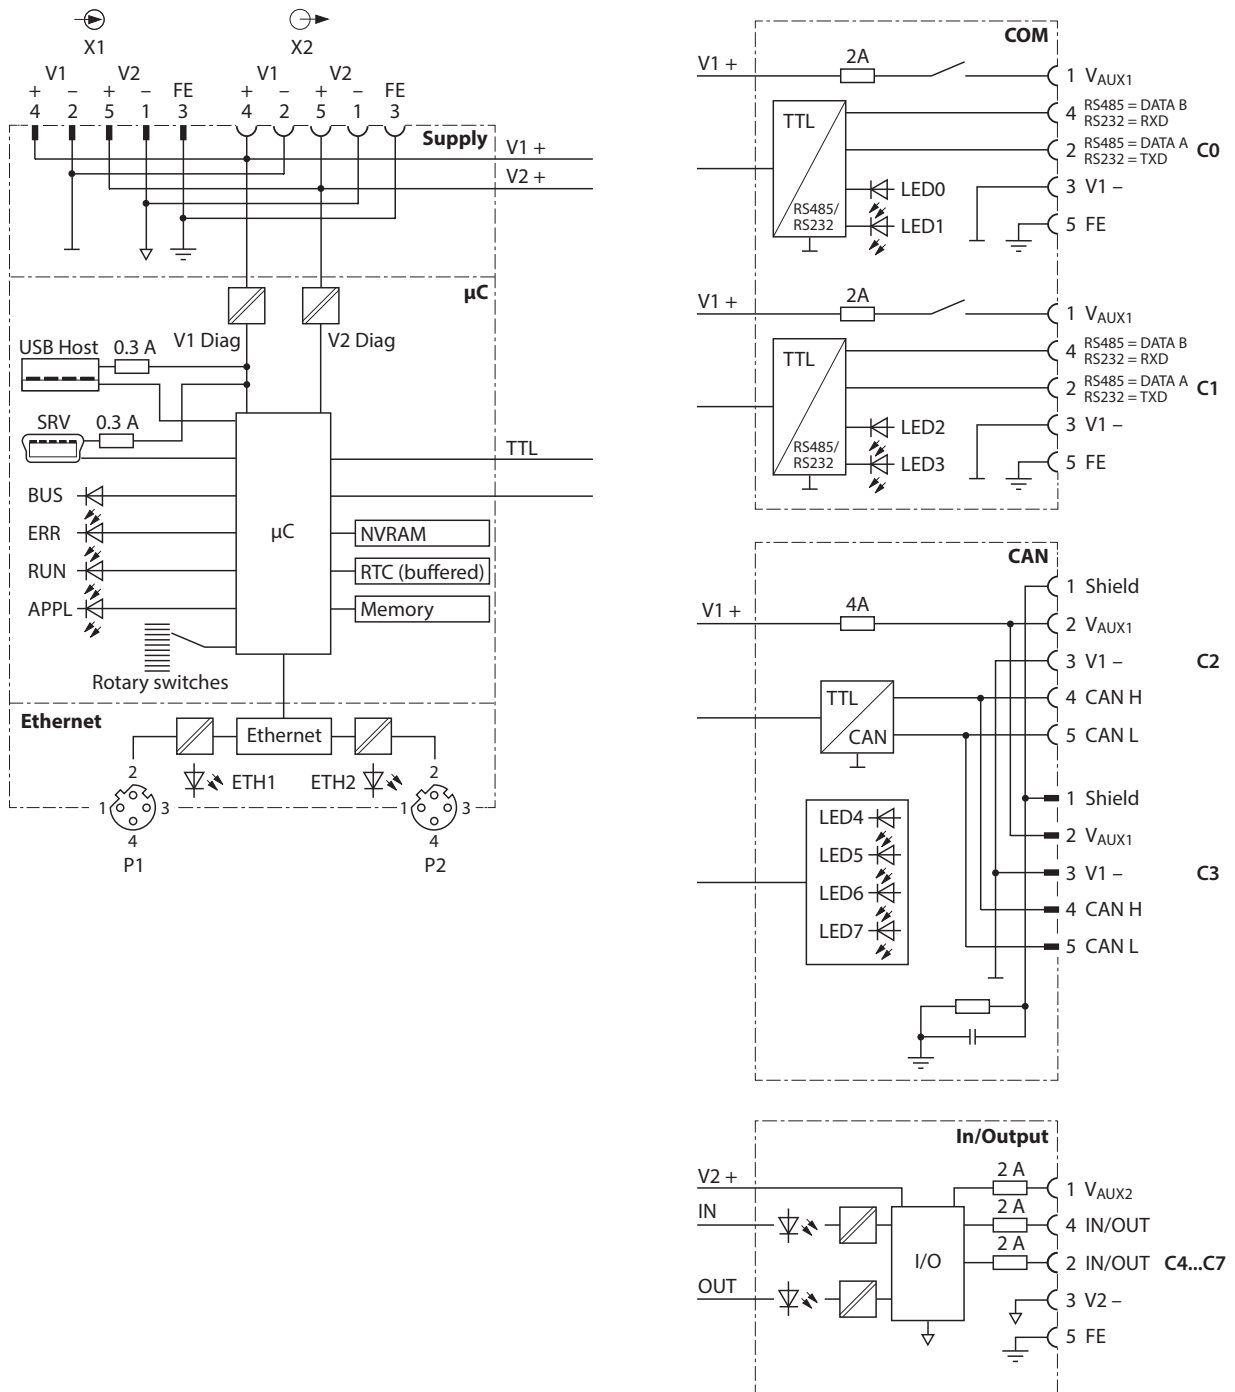 X1 X2
V1 V2 V1 V2
+ – + – FE + – + – FE
4 2 5 1 3 4 2 5 1 3
Supply
V1 +
V2 +
µC
V1 Diag V2 Diag
USB Host 0.3 A
SRV 0.3 A
TTL
BUS
ERR
RUN
APPL
µC
NVRAM
RTC (buffered)
Memory
Rotary switches
Ethernet
Ethernet
ETH1 ETH2
2 2
1 3 1 3
4 4
P1 P2
COM
V1 + 2A 1 VAUX1
TTL
4 RS485 = DATA B
RS232 = RXD
2 RS485 = DATA A C0
RS232 = TXD
LED0 3 V1 –
RS485/
RS232
LED1 5 FE
V1 + 2A 1 VAUX1
TTL
4 RS485 = DATA B
RS232 = RXD
2 RS485 = DATA A C1
RS232 = TXD
LED2 3 V1 –
RS485/
RS232
LED3 5 FE
CAN
1 Shield
V1 + 4A 2 VAUX1
3 V1 – C2
TTL 4 CAN H
CAN 5 CAN L
1 Shield
LED4
2 VAUX1
LED5
3 V1 – C3
LED6
4 CAN H
LED7
5 CAN L
In/Output
V2 + 2 A 1 VAUX2
IN 2 A 4 IN/OUT
I/O 2 A 2 IN/OUT C4...C7
OUT 3 V2 –
5 FE